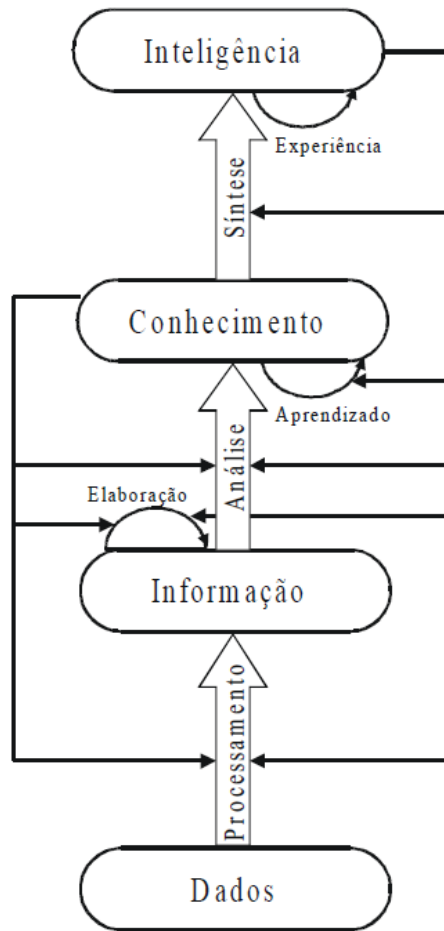 Inteligência
Experiência
Síntese
Conhecimento
Aprendizado
Análise
Elaboração
Informação
Processamento
Dados